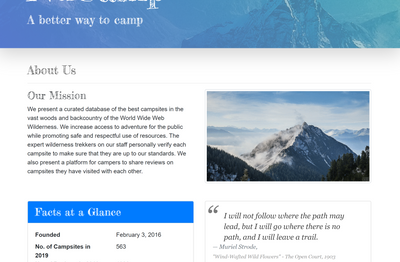 A better way to camp
About Us
Our Mission
We present a curated database of the best campsites in the
vast woods and backcountry of the World Wide Web
Wilderness. We increase access to adventure for the public
while promoting safe and respectful use of resources. The
expert wilderness trekkers on our staff personally verify each
campsite to make sure that they are up to our standards. We
also present a platform for campers to share reviews on
campsites they have visited with each other.
Facts at a Glance
Founded February 3, 2016
No. of Campsites in 563
2019
“ I will not follow where the path may
lead, but I will go where there is no
path, and I will leave a trail.
— Muriel Strode,
"Wind-Wafted Wild Flowers" - The Open Court, 1903